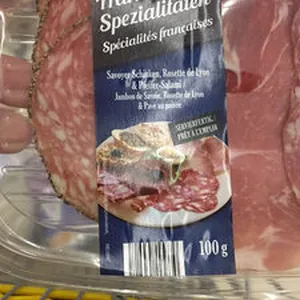 Spezialitäten
Spécialités françaises
Savoyer Schinken, Rosette de Lyon
& Pfeffer-Salami /
Jambon de Savoie, Rosette de Lyon
& Pavé au poivre
SERVIERFERTIG /
PRÊT À L'EMPLOI
100 g